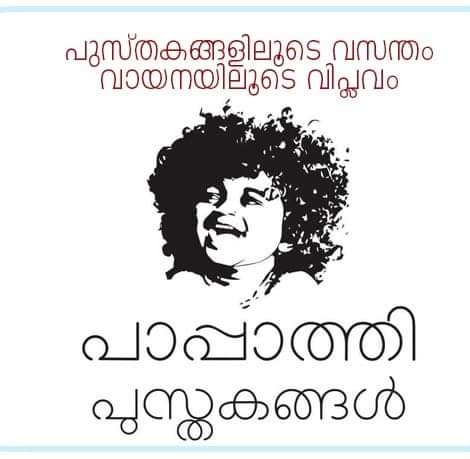 പുസ്തകങ്ങളിലൂടെ വസന്തം
വായനയിലൂടെ വിപ്ലവം
പാപ്പാത്തി
പുസ്തകങ്ങൾ